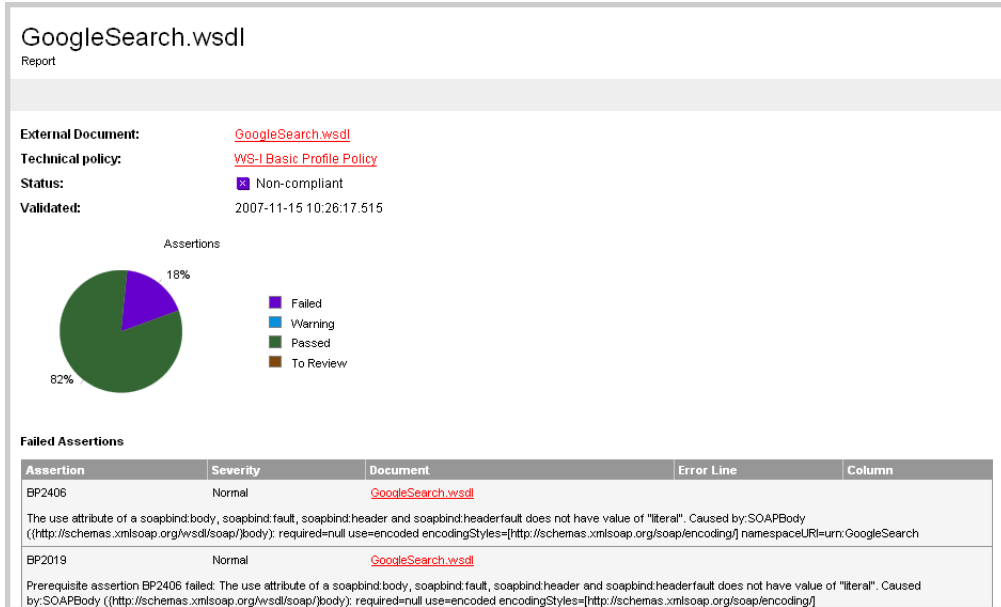 GoogleSearch.wsdl
Report
External Document: GoogleSearch.wsdl
Technical policy: WS-I Basic Profile Policy
Status: Non-compliant
Validated: 2007-11-15 10:26:17.515
Assertions
18%
82%
Failed
Warning
Passed
To Review
Failed Assertions
Assertion Severity Document Error Line Column
BP2406 Normal GoogleSearch.wsdl
The use attribute of a soapbind:body, soapbind:fault, soapbind:header and soapbind:headerfault does not have value of "literal". Caused by:SOAPBody
({http://schemas.xmlsoap.org/wsdl/soap/}body): required=null use=encoded encodingStyles=[http://schemas.xmlsoap.org/soap/encoding/] namespaceURI=urn:GoogleSearch
BP2019 Normal GoogleSearch.wsdl
Prerequisite assertion BP2406 failed: The use attribute of a soapbind:body, soapbind:fault, soapbind:header and soapbind:headerfault does not have value of "literal". Caused
by:SOAPBody ({http://schemas.xmlsoap.org/wsdl/soap/}body): required=null use=encoded encodingStyles=[http://schemas.xmlsoap.org/soap/encoding/]